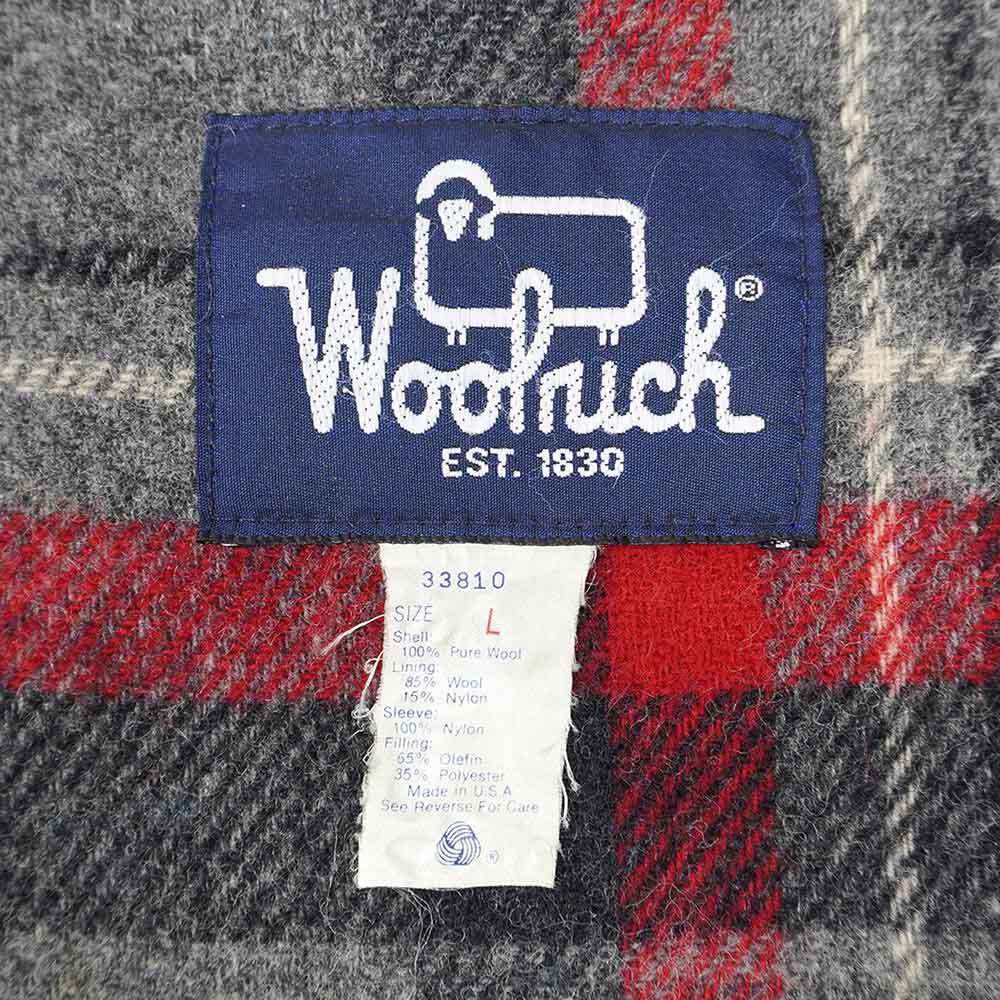 Woolrich®
EST. 1830
33810
SIZE L
Shell:
100% Pure Wool
Lining:
85% Wool
15% Nylon
Sleeve:
100% Nylon
Filling:
65% Olefin
35% Polyester
Made in U.S.A
See Reverse For Care
®